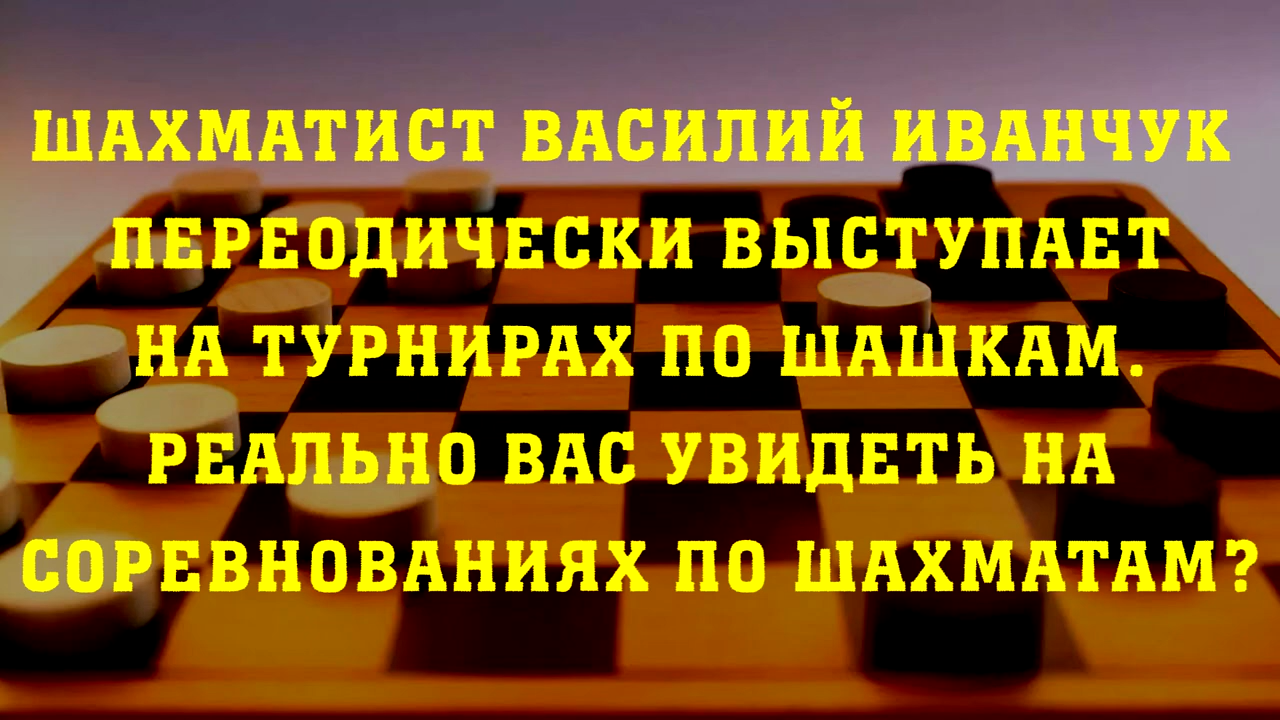 ШАХМАТИСТ ВАСИЛИЙ ИВАНЧУК
ПЕРЕОДИЧЕСКИ ВЫСТУПАЕТ
НА ТУРНИРАХ ПО ШАШКАМ.
РЕАЛЬНО ВАС УВИДЕТЬ НА
СОРЕВНОВАНИЯХ ПО ШАХМАТАМ?